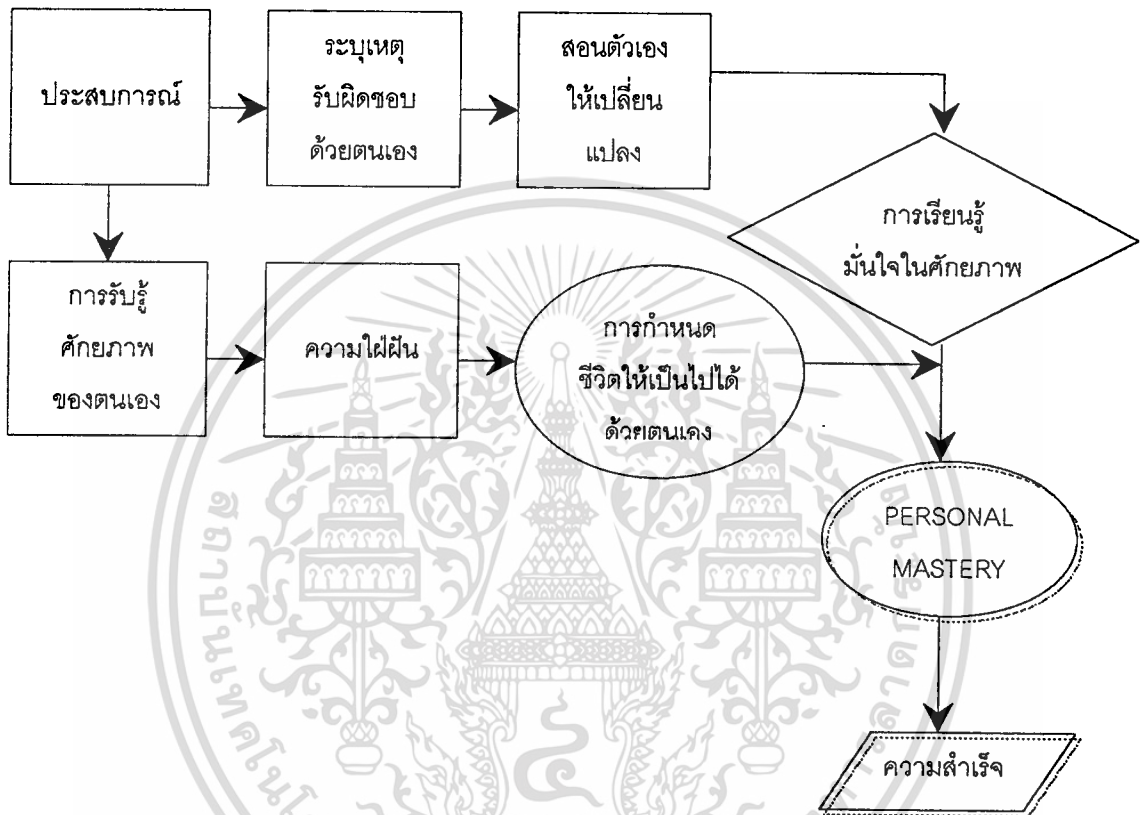 ประสบการณ์
ระบุเหตุ
รับผิดชอบ
ด้วยตนเอง
สอนตัวเอง
ให้เปลี่ยน
แปลง
การเรียนรู้
มั่นใจในศักยภาพ
การรับรู้
ศักยภาพ
ของตนเอง
ความใฝ่ฝัน
การกำหนด
ชีวิตให้เป็นไปได้
ด้วยตนเอง
PERSONAL
MASTERY
ความสำเร็จ